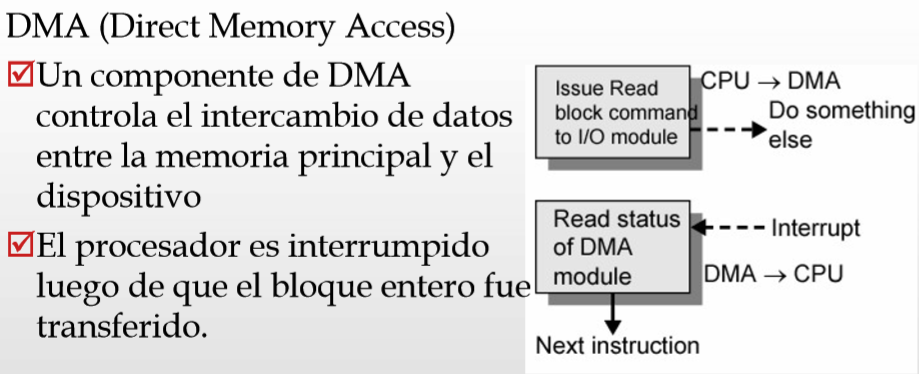 DMA (Direct Memory Access)
Un componente de DMA
controla el intercambio de datos
entre la memoria principal y el
dispositivo
El procesador es interrumpido
luego de que el bloque entero fue
transferido.
Issue Read
block command
to I/O module
CPU → DMA
Do something
else
Read status
of DMA
module
Interrupt
DMA → CPU
Next instruction